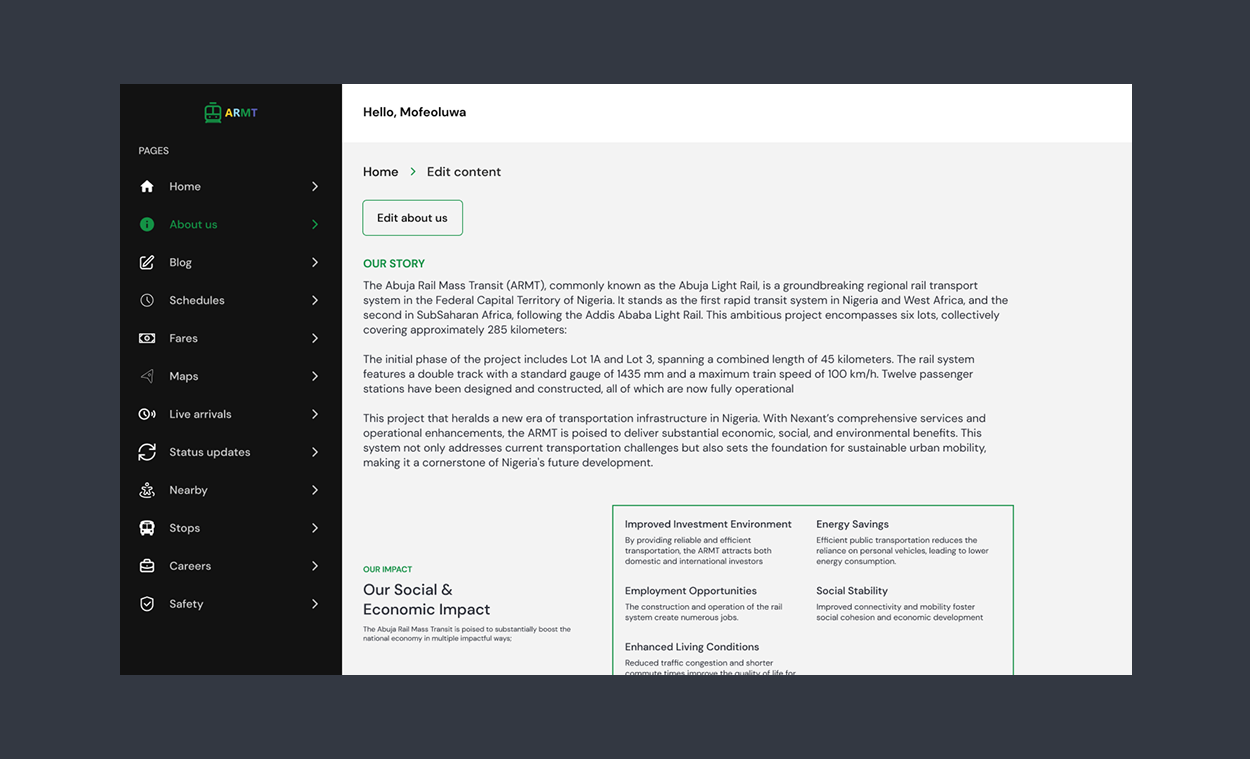 ARMT
PAGES
Home
About us
Blog
Schedules
Fares
Maps
Live arrivals
Status updates
Nearby
Stops
Careers
Safety
Hello, Mofeoluwa
Home > Edit content
Edit about us
OUR STORY
The Abuja Rail Mass Transit (ARMT), commonly known as the Abuja Light Rail, is a groundbreaking regional rail transport
system in the Federal Capital Territory of Nigeria. It stands as the first rapid transit system in Nigeria and West Africa, and the
second in SubSaharan Africa, following the Addis Ababa Light Rail. This ambitious project encompasses six lots, collectively
covering approximately 285 kilometers:
The initial phase of the project includes Lot 1A and Lot 3, spanning a combined length of 45 kilometers. The rail system
features a double track with a standard gauge of 1435 mm and a maximum train speed of 100 km/h. Twelve passenger
stations have been designed and constructed, all of which are now fully operational
This project that heralds a new era of transportation infrastructure in Nigeria. With Nexant’s comprehensive services and
operational enhancements, the ARMT is poised to deliver substantial economic, social, and environmental benefits. This
system not only addresses current transportation challenges but also sets the foundation for sustainable urban mobility,
making it a cornerstone of Nigeria's future development.
OUR IMPACT
Our Social &
Economic Impact
The Abuja Rail Mass Transit is poised to substantially boost the
national economy in multiple impactful ways;
Improved Investment Environment
By providing reliable and efficient
transportation, the ARMT attracts both
domestic and international investors
Employment Opportunities
The construction and operation of the rail
system create numerous jobs.
Enhanced Living Conditions
Reduced traffic congestion and shorter
commute times improve the quality of life for
Energy Savings
Efficient public transportation reduces the
reliance on personal vehicles, leading to lower
energy consumption.
Social Stability
Improved connectivity and mobility foster
social cohesion and economic development